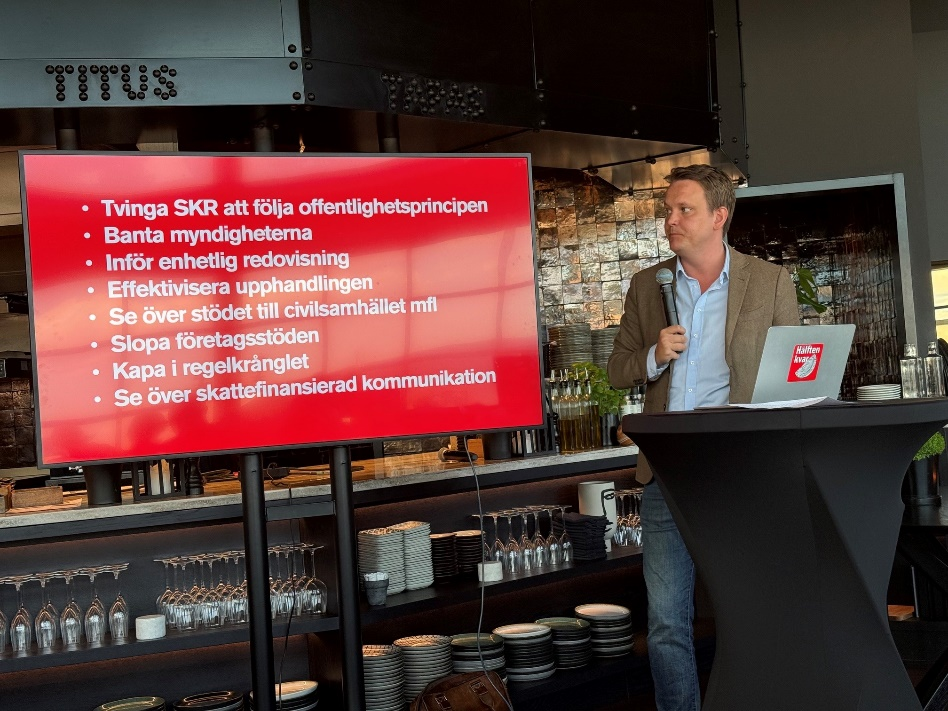 TITUS
• Tvinga SKR att följa offentlighetsprincipen
• Banta myndigheterna
• Inför enhetlig redovisning
• Effektivisera upphandlingen
• Se över stödet till civilsamhället mfl
• Slopa företagsstöden
• Kapa i regelkrånglet
• Se över skattefinansierad kommunikation
Hälften
kvar